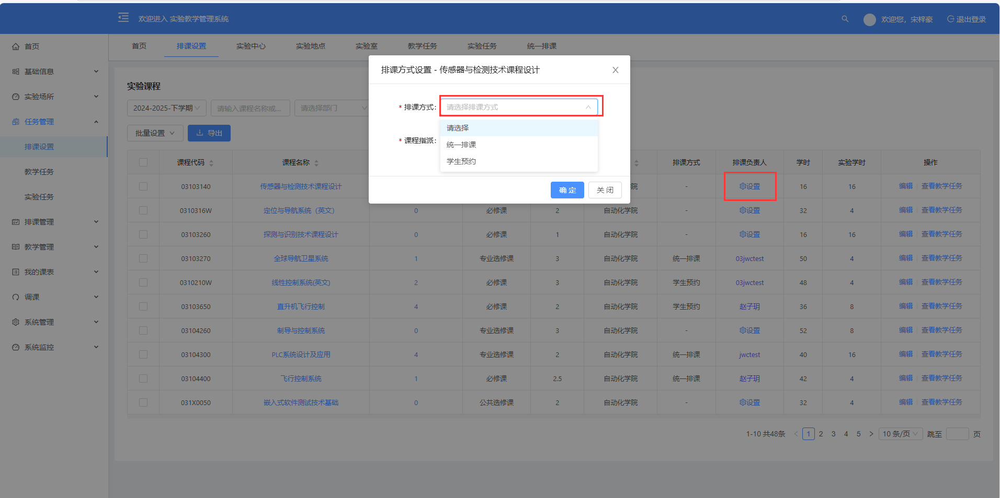 欢迎进入 实验教学管理系统
欢迎您，宋梓豪
退出登录
首页
基础信息
实验场所
任务管理
排课设置
教学任务
实验任务
排课管理
教学管理
我的课表
调课
系统管理
系统监控
首页 排课设置 实验中心 实验地点 实验室 教学任务 实验任务 统一排课
排课方式设置 - 传感器与检测技术课程设计 X
* 排课方式: 请选择排课方式
请选择
统一排课
学生预约
* 课程指派:
确 定 关 闭
实验课程
2024-2025-下学期 请输入课程名称或... 请选择部门
批量设置 导出
课程代码 课程名称 排课方式 排课负责人 学时 实验学时 操作
03103140 传感器与检测技术课程设计 院 - 设置 16 16 编辑 查看教学任务
0310316W 定位与导航系统（英文） 0 必修课 2 自动化学院 - 设置 32 4 编辑 查看教学任务
03103260 探测与识别技术课程设计 0 必修课 1 自动化学院 - 设置 16 16 编辑 查看教学任务
03103270 全球导航卫星系统 1 专业选修课 3 自动化学院 统一排课 03jwctest 50 4 编辑 查看教学任务
0310210W 线性控制系统(英文) 2 必修课 3 自动化学院 学生预约 03jwctest 48 4 编辑 查看教学任务
03103650 直升机飞行控制 4 必修课 2 自动化学院 学生预约 赵子玥 36 8 编辑 查看教学任务
03104260 制导与控制系统 0 专业选修课 3 自动化学院 - 设置 52 8 编辑 查看教学任务
03104300 PLC系统设计及应用 4 专业选修课 2 自动化学院 统一排课 jwctest 40 16 编辑 查看教学任务
03104400 飞行控制系统 1 必修课 2.5 自动化学院 统一排课 赵子玥 42 4 编辑 查看教学任务
031X0050 嵌入式软件测试技术基础 0 公共选修课 2 自动化学院 - 设置 32 4 编辑 查看教学任务
1-10 共48条 < 1 2 3 4 5 > 10 条/页 跳至 页